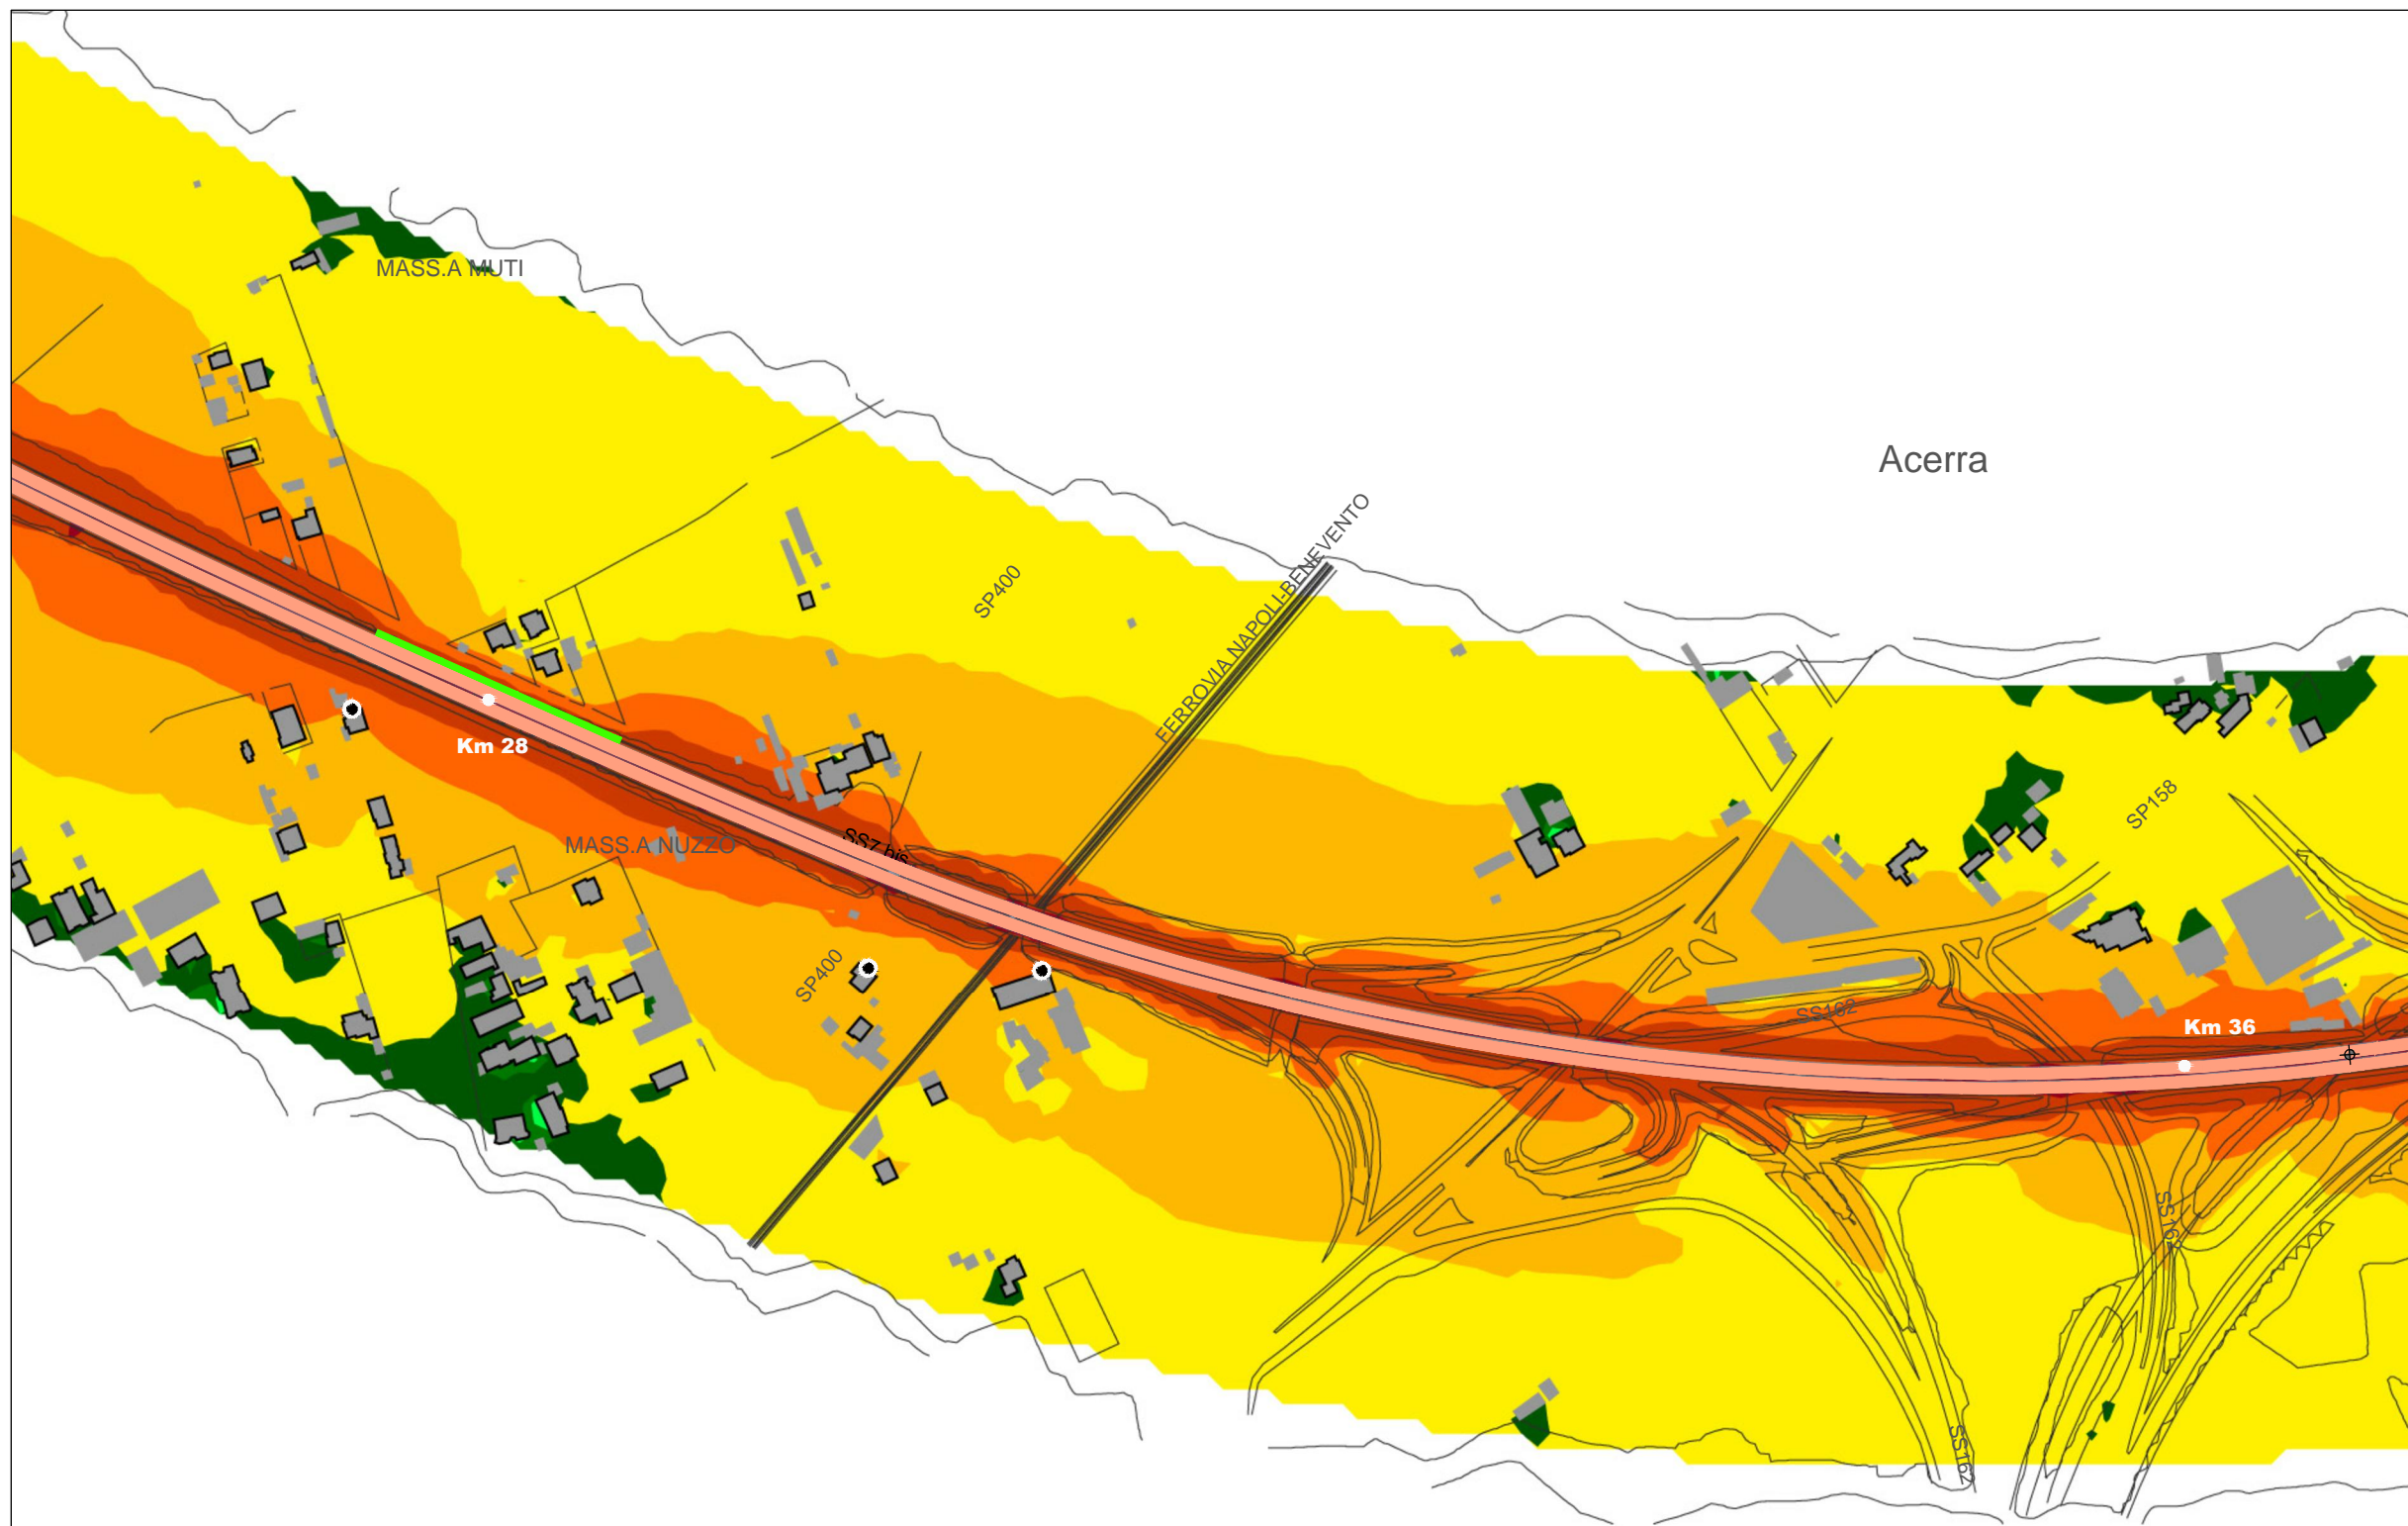 MASS.A MUTI
Acerra
FERROVIA NAPOLI-BENEVENTO
SP400
Km 28
SP158
MASS.A NUZZO
SS7 bis
SP400
SS162
Km 36
SS162
SS162